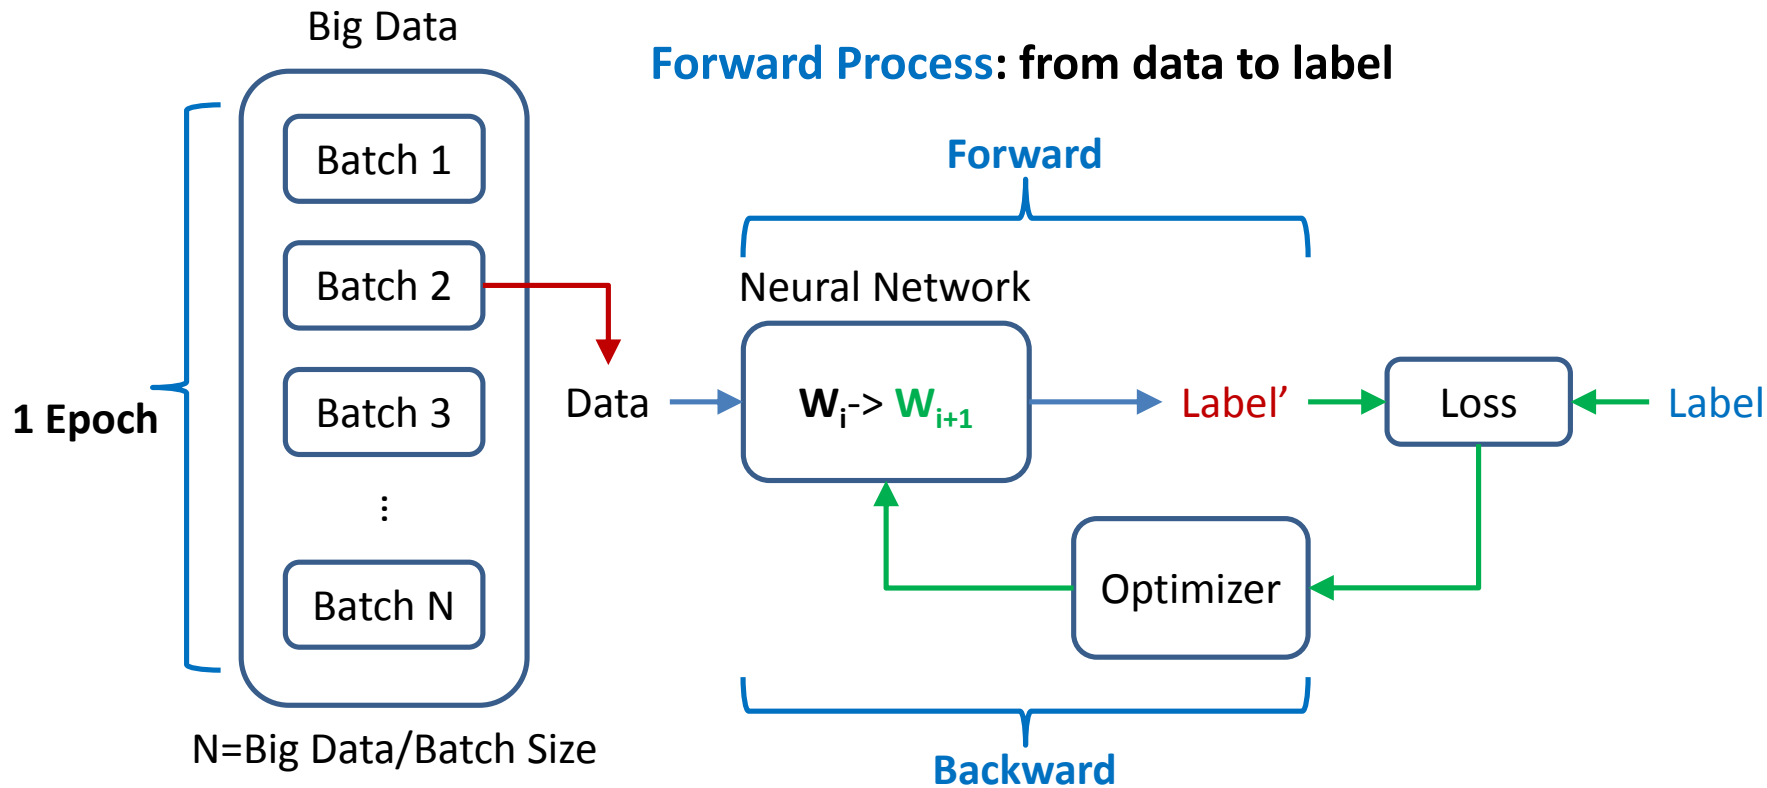 Big Data
Forward Process: from data to label
Batch 1
Forward
Batch 2
Neural Network
1 Epoch
Batch 3
Data
Wi-> Wi+1
Label’
Loss
Label
...
Batch N
Optimizer
N=Big Data/Batch Size
Backward